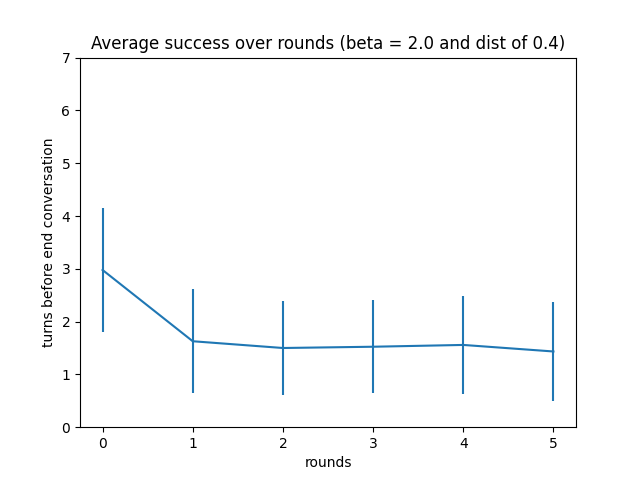 Average success over rounds (beta = 2.0 and dist of 0.4)
7
6
5
4
3
2
1
0
turns before end conversation
0 1 2 3 4 5
rounds